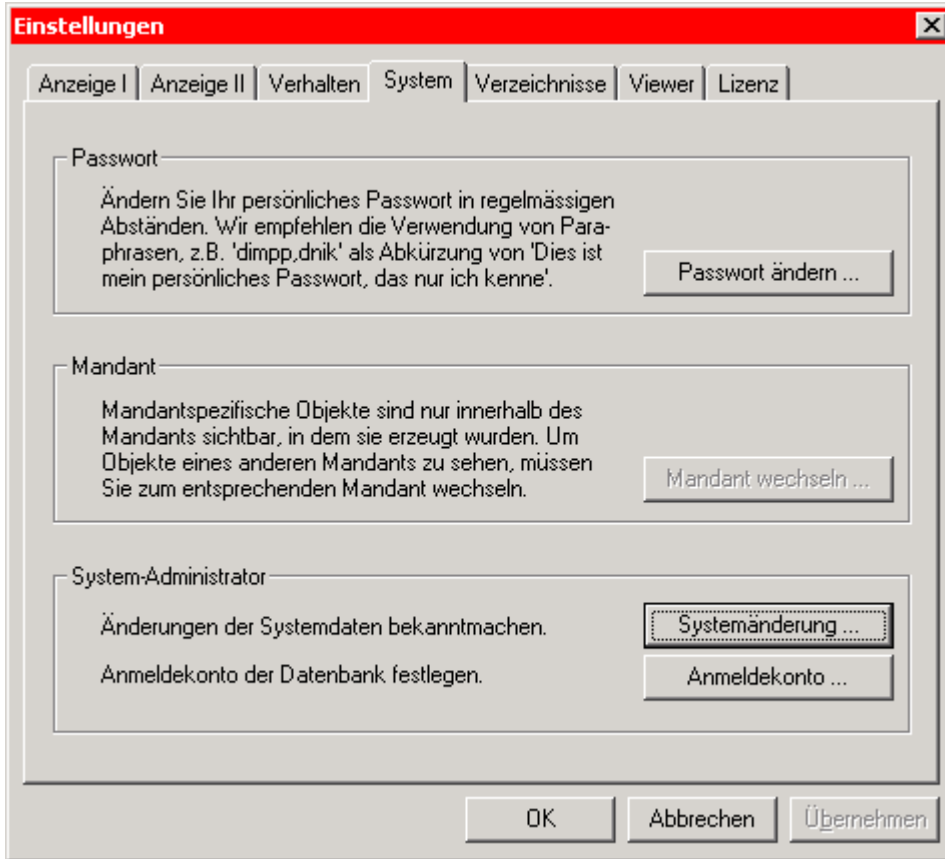 Einstellungen
Anzeige I Anzeige II Verhalten System Verzeichnisse Viewer Lizenz
Passwort
Ändern Sie Ihr persönliches Passwort in regelmässigen
Abständen. Wir empfehlen die Verwendung von Para-
phrasen, z.B. 'dimpp,dnik' als Abkürzung von 'Dies ist
mein persönliches Passwort, das nur ich kenne'.
Passwort ändern ...
Mandant
Mandantspezifische Objekte sind nur innerhalb des
Mandants sichtbar, in dem sie erzeugt wurden. Um
Objekte eines anderen Mandants zu sehen, müssen
Sie zum entsprechenden Mandant wechseln.
Mandant wechseln ...
System-Administrator
Änderungen der Systemdaten bekanntmachen.
Systemänderung ...
Anmeldekonto der Datenbank festlegen.
Anmeldekonto ...
OK Abbrechen Übernehmen